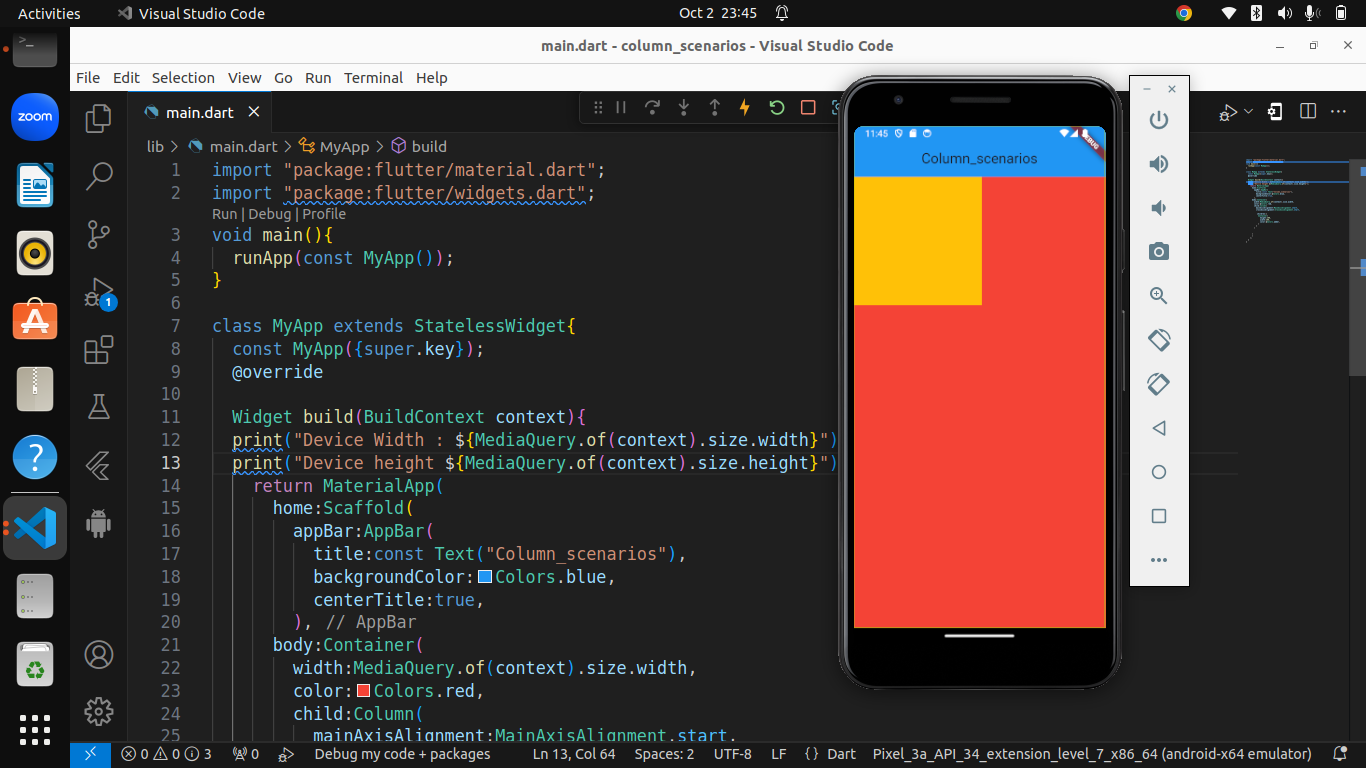 Activities
Visual Studio Code
Oct 2 23:45
main.dart - column_scenarios - Visual Studio Code
File Edit Selection View Go Run Terminal Help
zoom
main.dart
lib > main.dart > MyApp > build
1 import "package:flutter/material.dart";
2 import "package:flutter/widgets.dart";
Run | Debug | Profile
3 void main(){
4 runApp(const MyApp());
5 }
6
7 class MyApp extends StatelessWidget{
8 const MyApp({super.key});
9 @override
10
11 Widget build(BuildContext context){
12 print("Device Width : ${MediaQuery.of(context).size.width}")
13 print("Device height ${MediaQuery.of(context).size.height}")
14 return MaterialApp(
15 home:Scaffold(
16 appBar:AppBar(
17 title:const Text("Column_scenarios"),
18 backgroundColor:Colors.blue,
19 centerTitle:true,
20 ), // AppBar
21 body:Container(
22 width:MediaQuery.of(context).size.width,
23 color:Colors.red,
24 child:Column(
25 mainAxisAlignment:MainAxisAlignment.start,
1
11:45
DEBUG
Column_scenarios
0 0 3 0 Debug my code + packages Ln 13, Col 64 Spaces: 2 UTF-8 LF { } Dart Pixel_3a_API_34_extension_level_7_x86_64 (android-x64 emulator)